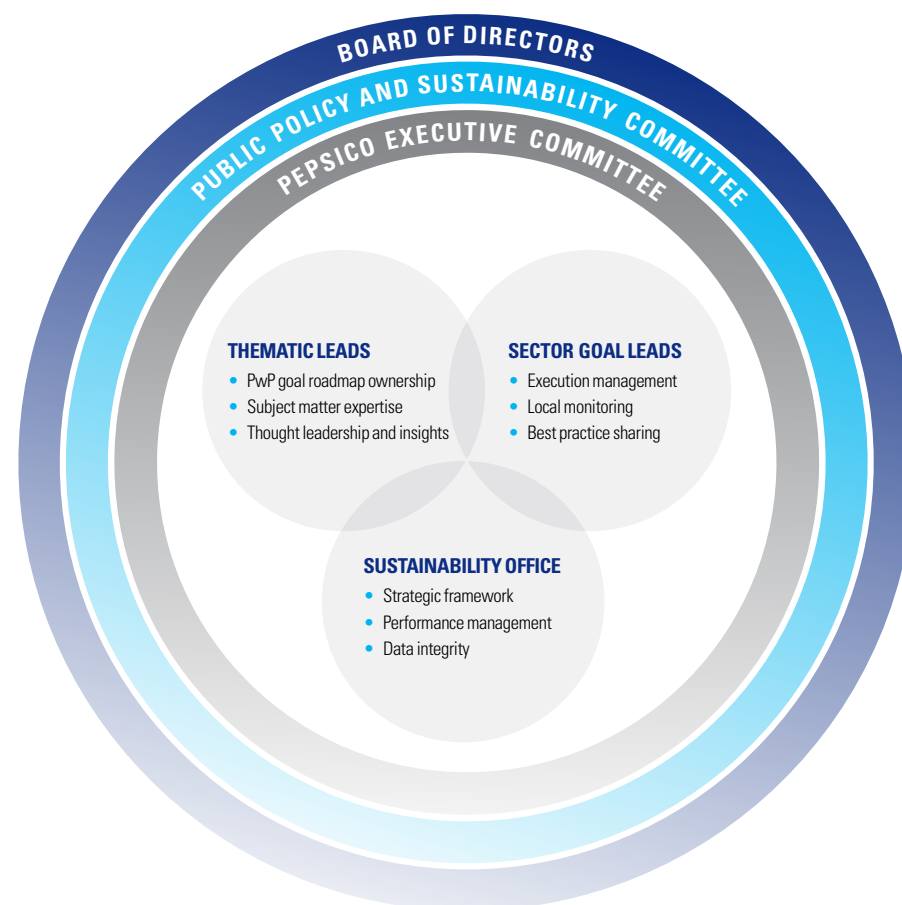 BOARD OF DIRECTORS
PUBLIC POLICY AND SUSTAINABILITY COMMITTEE
PEPSICO EXECUTIVE COMMITTEE
THEMATIC LEADS
• PwP goal roadmap ownership
• Subject matter expertise
• Thought leadership and insights
SECTOR GOAL LEADS
• Execution management
• Local monitoring
• Best practice sharing
SUSTAINABILITY OFFICE
• Strategic framework
• Performance management
• Data integrity